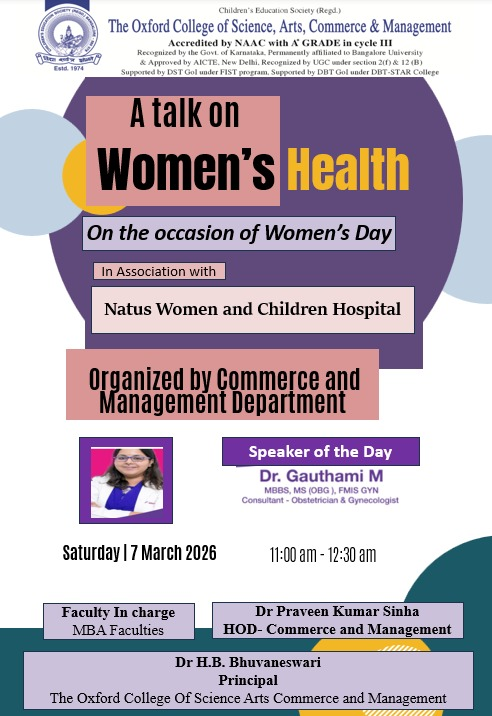 Children's Education Society (Regd.)
The Oxford College of Science, Arts, Commerce & Management
Accredited by NAAC with A⁺ GRADE in cycle III
Recognized by the Govt. of Karnataka, Permanently affiliated to Bangalore University
& Approved by AICTE. New Delhi, Recognized by UGC under section 2(f) & 12 (B)
Supported by DST GoI under FIST program, Supported by DBT GoI under DBT-STAR College
Estd. 1974
A talk on
Women's Health
On the occasion of Women's Day
In Association with
Natus Women and Children Hospital
Organized by Commerce and
Management Department
Speaker of the Day
Dr. Gauthami M
MBBS, MS (OBG ), FMIS GYN
Consultant - Obstetrician & Gynecologist
Saturday | 7 March 2026
11:00 am - 12:30 am
Faculty In charge
MBA Faculties
Dr Praveen Kumar Sinha
HOD- Commerce and Management
Dr H.B. Bhuvaneswari
Principal
The Oxford College Of Science Arts Commerce and Management